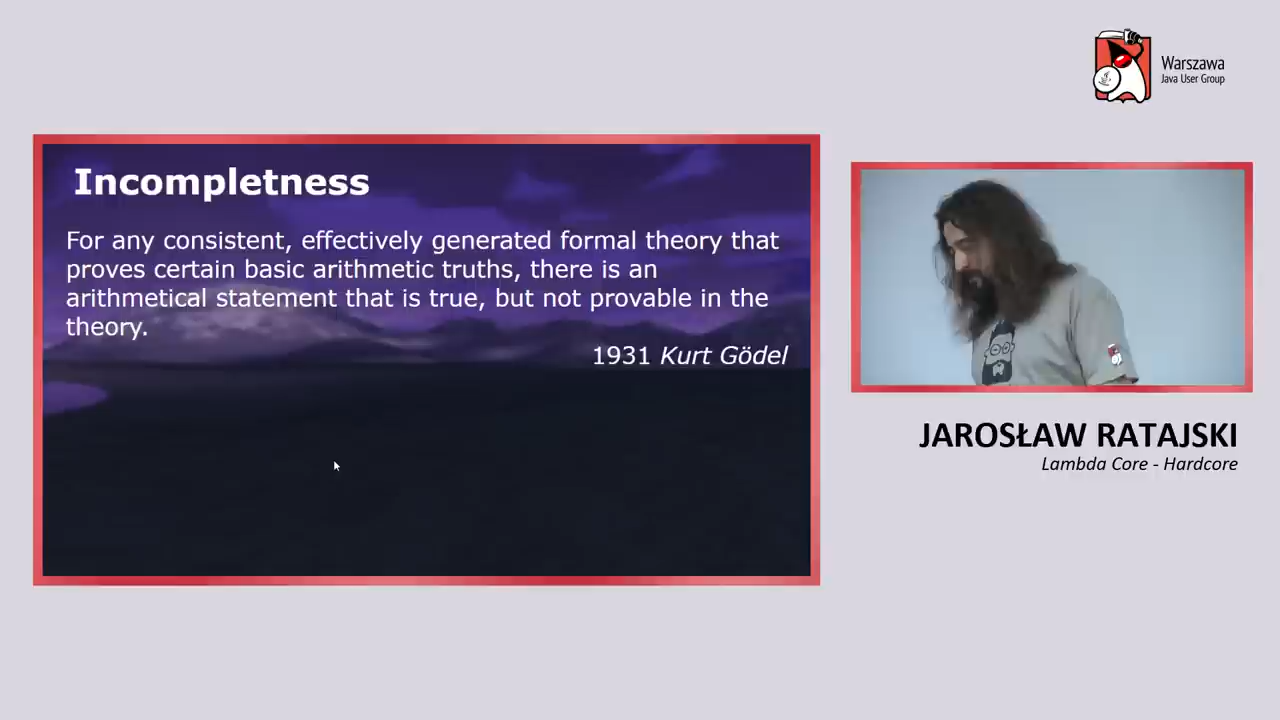 Warszawa
Java User Group
Incompletness
For any consistent, effectively generated formal theory that
proves certain basic arithmetic truths, there is an
arithmetical statement that is true, but not provable in the
theory.
1931 Kurt Gödel
JAROSŁAW RATAJSKI
Lambda Core - Hardcore